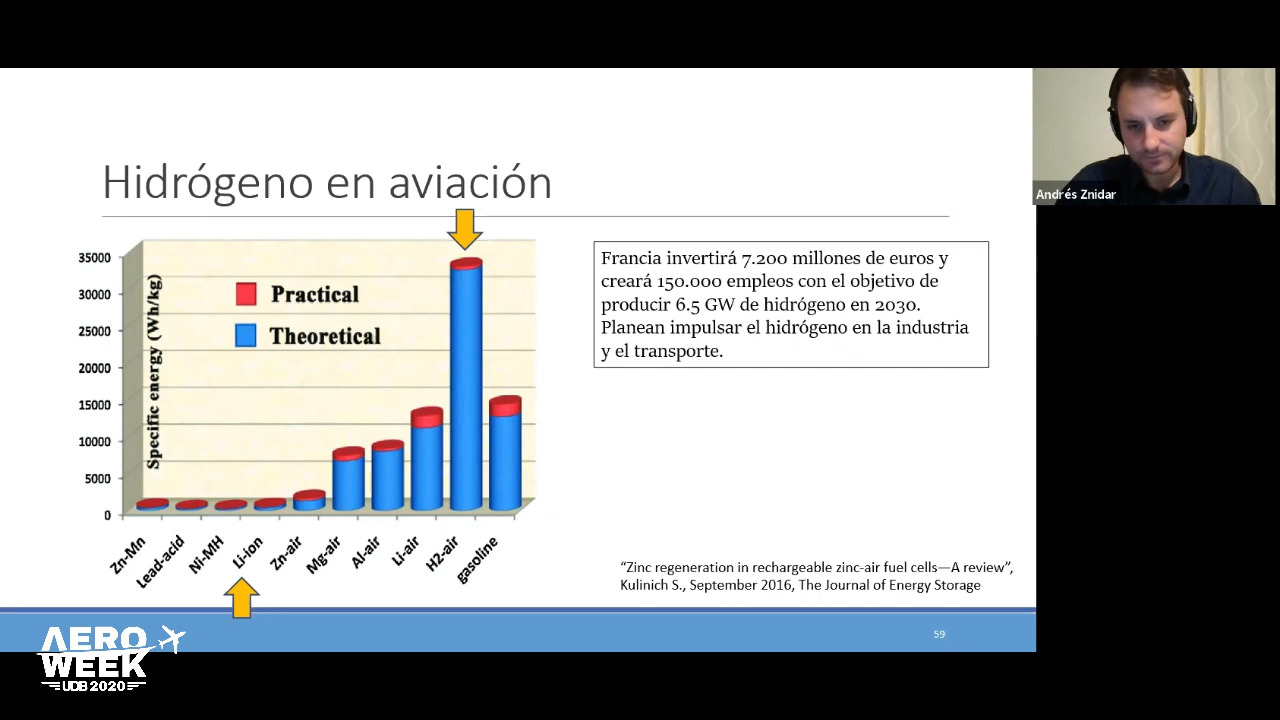 Hidrógeno en aviación
Andrés Znidar
35000
30000
25000
20000
15000
10000
5000
0
Specific energy (Wh/kg)
Practical
Theoretical
Zn-Mn
Lead-acid
Ni-MH
Li-ion
Zn-air
Mg-air
Al-air
Li-air
H2-air
gasoline
Francia invertirá 7.200 millones de euros y
creará 150.000 empleos con el objetivo de
producir 6.5 GW de hidrógeno en 2030.
Planean impulsar el hidrógeno en la industria
y el transporte.
“Zinc regeneration in rechargeable zinc-air fuel cells—A review”,
Kulinich S., September 2016, The Journal of Energy Storage
59
AERO
WEEK
UDB 2020